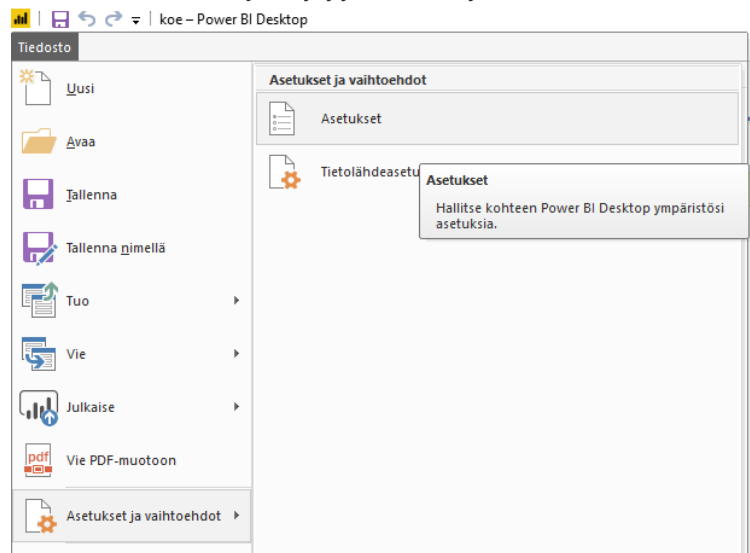 koe – Power BI Desktop
Tiedosto
Uusi
Avaa
Tallenna
Tallenna nimellä
Tuo
Vie
Julkaise
pdf
Vie PDF-muotoon
Asetukset ja vaihtoehdot
Asetukset ja vaihtoehdot
Asetukset
Tietolähdeasetu
Asetukset
Hallitse kohteen Power BI Desktop ympäristösi
asetuksia.